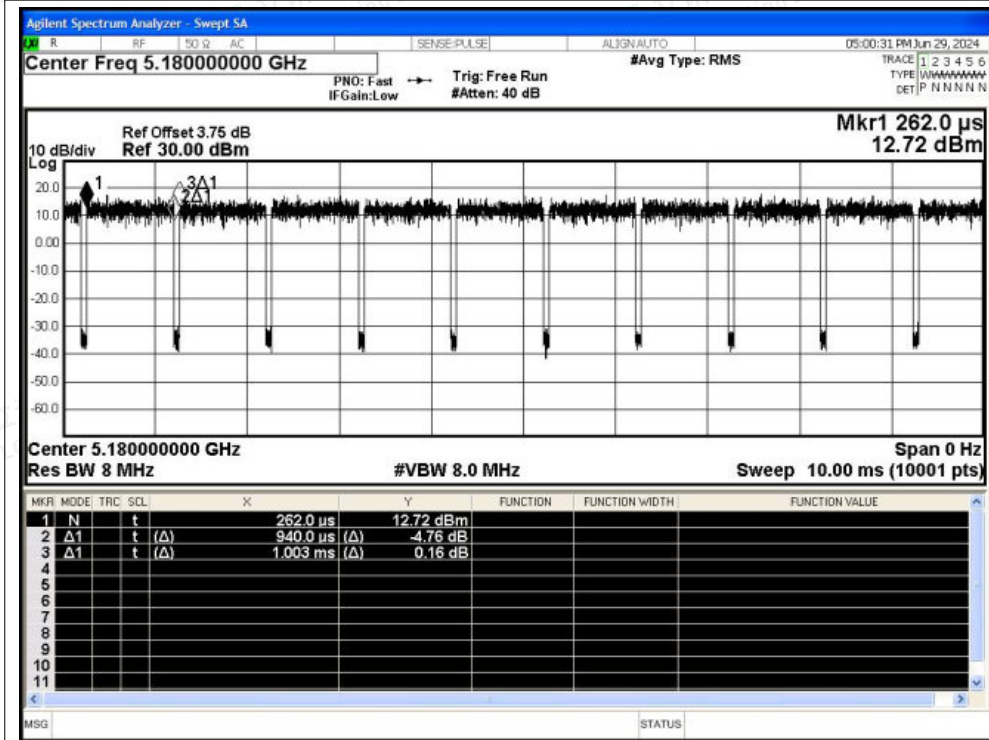 Agilent Spectrum Analyzer - Swept SA
LXI R RF 50 Ω AC SENSE:PULSE ALIGN AUTO 05:00:31 PM Jun 29, 2024
Center Freq 5.180000000 GHz #Avg Type: RMS TRACE 1 2 3 4 5 6
PNO: Fast Trig: Free Run TYPE
IFGain:Low #Atten: 40 dB DET P N N N N N
Mkr1 262.0 µs
Ref Offset 3.75 dB
10 dB/div Ref 30.00 dBm 12.72 dBm
Log
1 3Δ1
20.0 2Δ1
10.0
0.00
-10.0
-20.0
-30.0
-40.0
-50.0
-60.0
Center 5.180000000 GHz Span 0 Hz
Res BW 8 MHz #VBW 8.0 MHz Sweep 10.00 ms (10001 pts)
MKR MODE TRC SCL X Y FUNCTION FUNCTION WIDTH FUNCTION VALUE
1 N t 262.0 µs 12.72 dBm
2 Δ1 t (Δ) 940.0 µs (Δ) -4.76 dB
3 Δ1 t (Δ) 1.003 ms (Δ) 0.16 dB
4
5
6
7
8
9
10
11
MSG STATUS